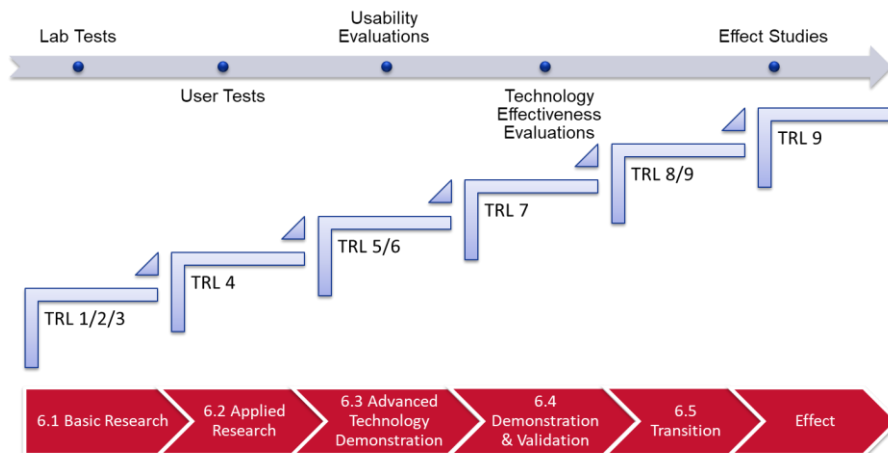 Lab Tests
User Tests
Usability
Evaluations
Technology
Effectiveness
Evaluations
Effect Studies
TRL 1/2/3
TRL 4
TRL 5/6
TRL 7
TRL 8/9
TRL 9
6.1 Basic Research
6.2 Applied
Research
6.3 Advanced
Technology
Demonstration
6.4
Demonstration
& Validation
6.5
Transition
Effect